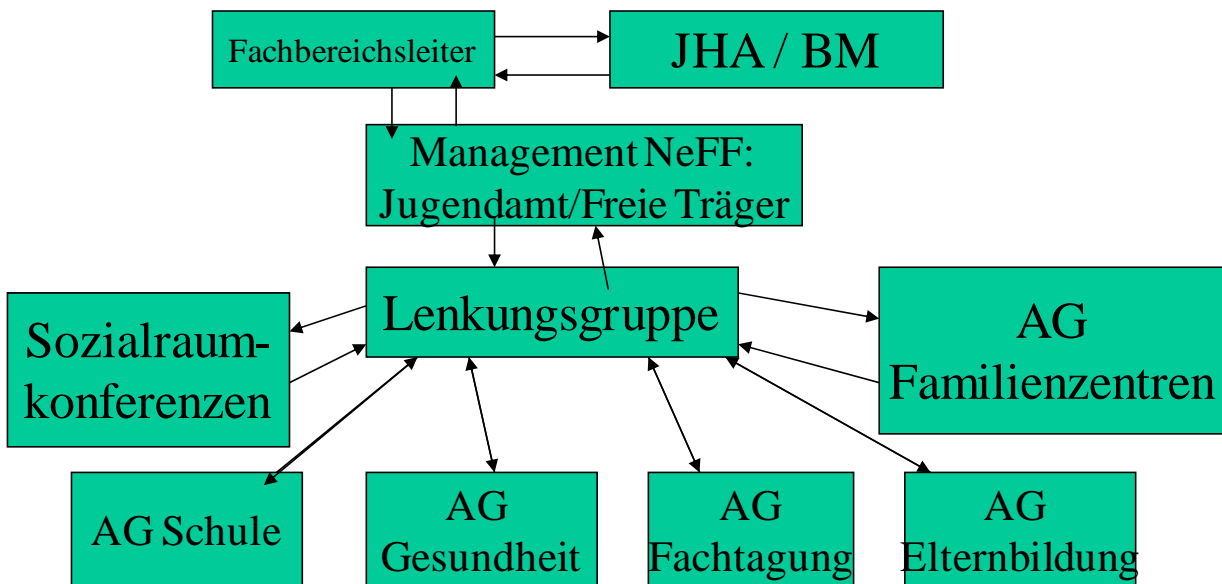 Fachbereichsleiter
JHA / BM
Management NeFF:
Jugendamt/Freie Träger
Lenkungsgruppe
Sozialraum-
konferenzen
AG
Familienzentren
AG Schule
AG
Gesundheit
AG
Fachtagung
AG
Elternbildung